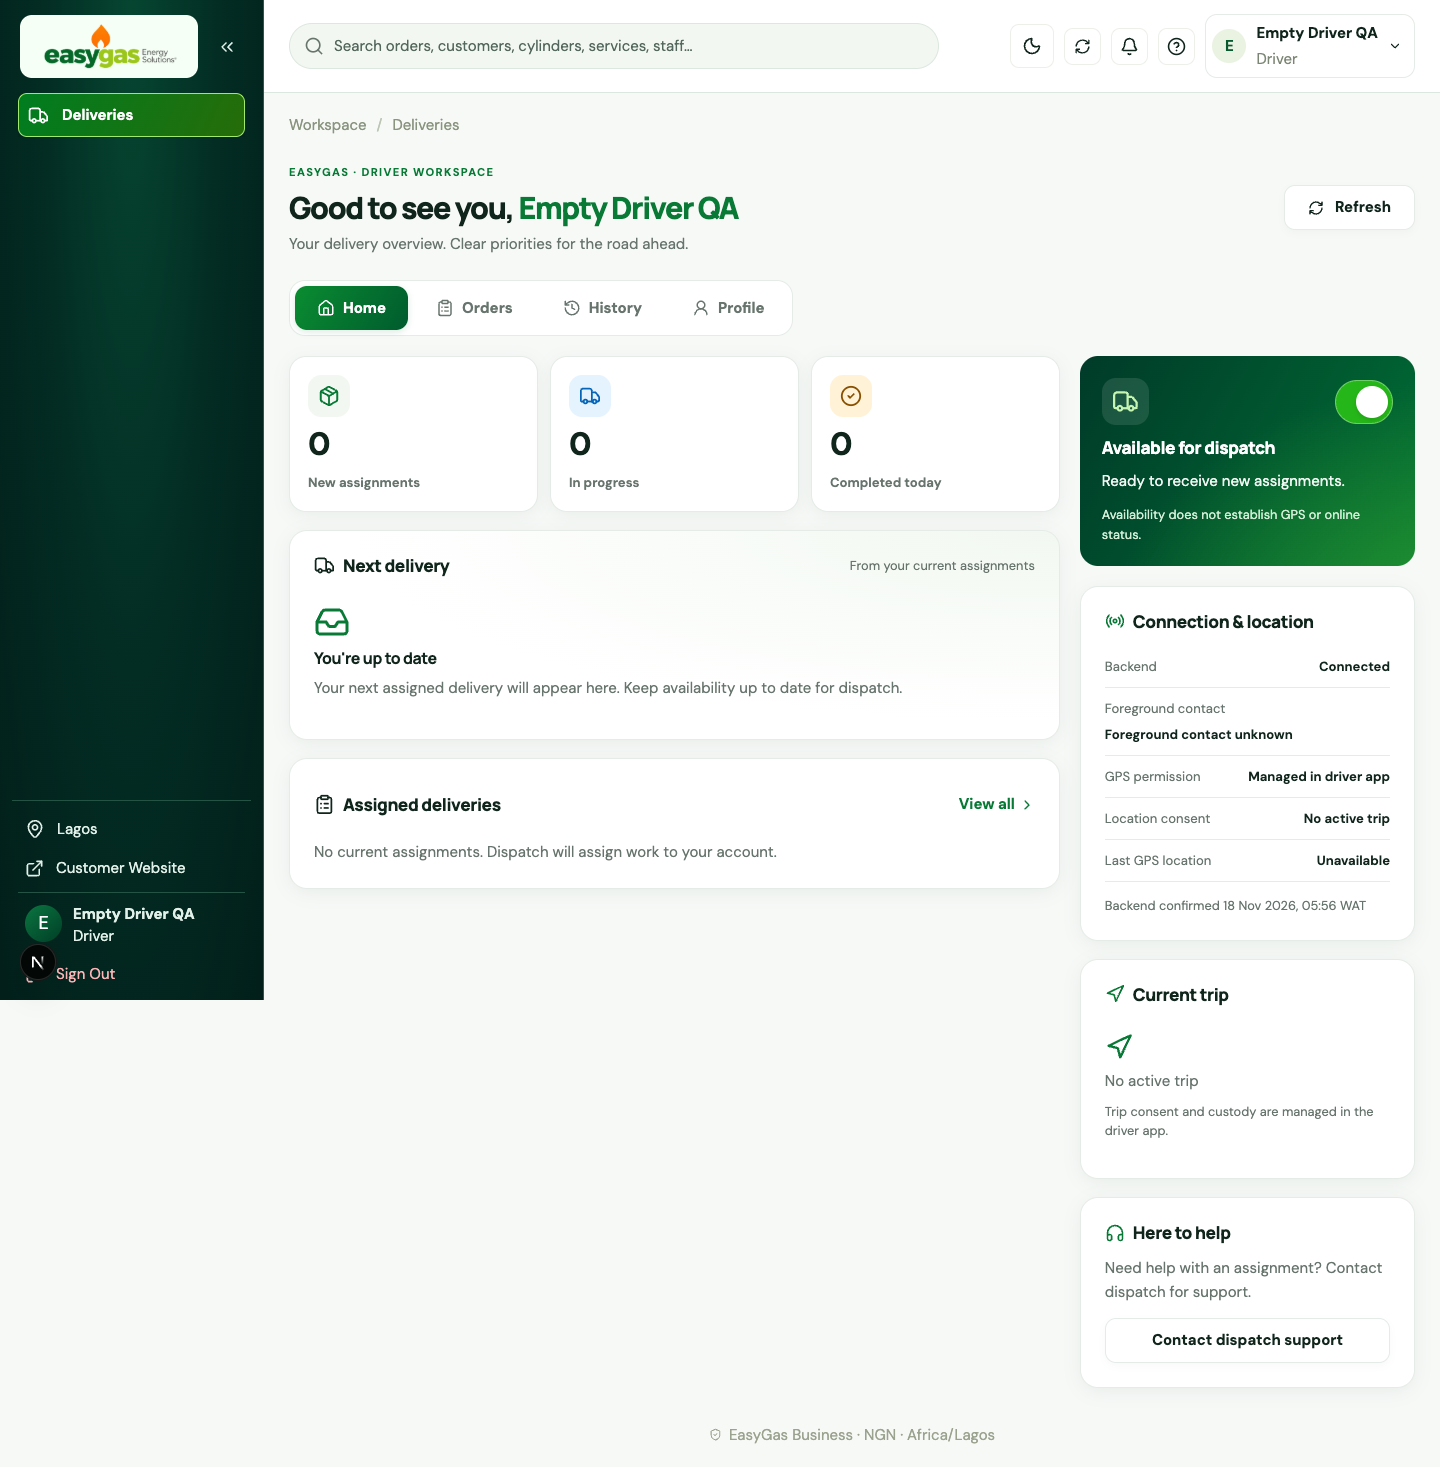 easygas Energy Solutions
Deliveries
Search orders, customers, cylinders, services, staff...
E
Empty Driver QA
Driver
Workspace / Deliveries
EASYGAS · DRIVER WORKSPACE
Good to see you, Empty Driver QA
Your delivery overview. Clear priorities for the road ahead.
Refresh
Home
Orders
History
Profile
0
New assignments
0
In progress
0
Completed today
Next delivery
From your current assignments
You're up to date
Your next assigned delivery will appear here. Keep availability up to date for dispatch.
Assigned deliveries
View all
No current assignments. Dispatch will assign work to your account.
Available for dispatch
Ready to receive new assignments.
Availability does not establish GPS or online
status.
Connection & location
Backend Connected
Foreground contact
Foreground contact unknown
GPS permission Managed in driver app
Location consent No active trip
Last GPS location Unavailable
Backend confirmed 18 Nov 2026, 05:56 WAT
Current trip
No active trip
Trip consent and custody are managed in the
driver app.
Here to help
Need help with an assignment? Contact
dispatch for support.
Contact dispatch support
Lagos
Customer Website
E
Empty Driver QA
Driver
N
Sign Out
EasyGas Business · NGN · Africa/Lagos